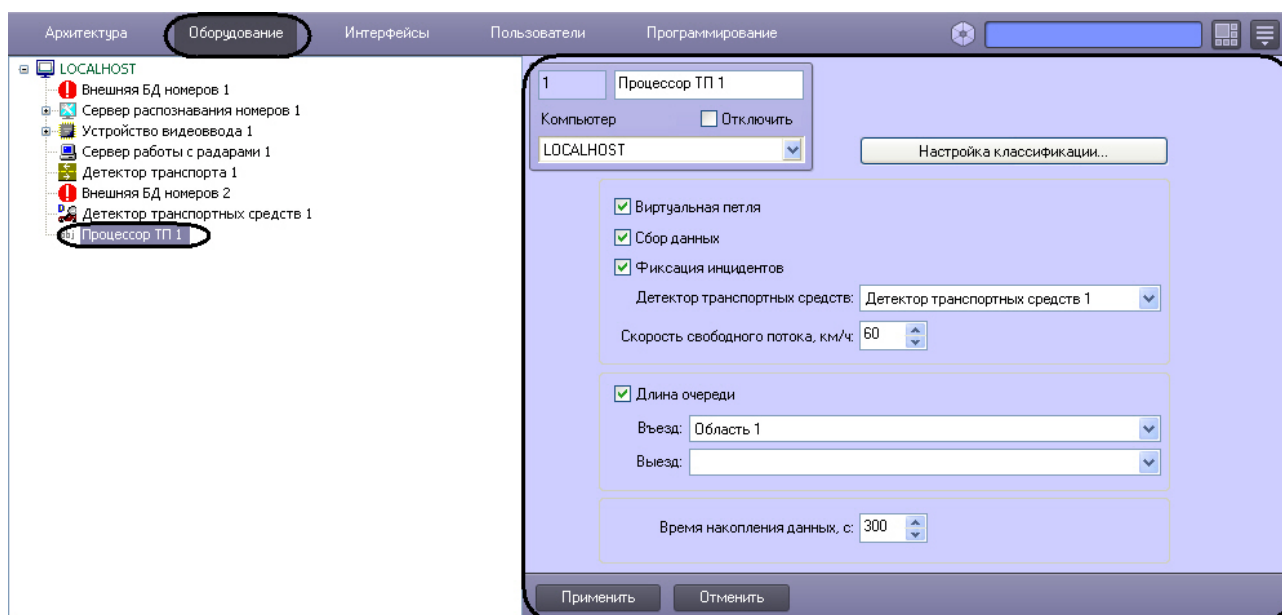 Архитектура Оборудование Интерфейсы Пользователи Программирование
LOCALHOST
Внешняя БД номеров 1
Сервер распознавания номеров 1
Устройство видеоввода 1
Сервер работы с радарами 1
Детектор транспорта 1
Внешняя БД номеров 2
Детектор транспортных средств 1
Процессор ТП 1
1 Процессор ТП 1
Компьютер Отключить
LOCALHOST
Настройка классификации...
Виртуальная петля
Сбор данных
Фиксация инцидентов
Детектор транспортных средств: Детектор транспортных средств 1
Скорость свободного потока, км/ч: 60
Длина очереди
Въезд: Область 1
Выезд:
Время накопления данных, с: 300
Применить Отменить